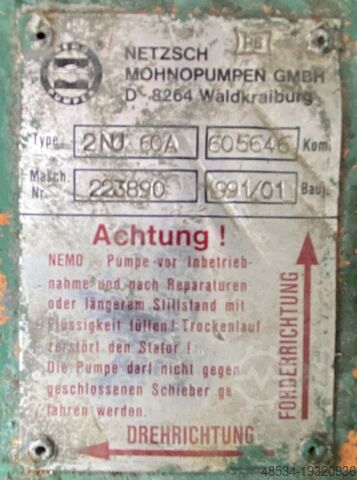 NETZSCH
MOHNOPUMPEN GMBH
D 8264 Waldkraiburg
Type: 2NU 60A 605646 Kom.
Masch. Nr. 223890 1991/01 Bauj.
Achtung !
NEMO - Pumpe vor Inbetrieb-
nahme und nach Reparaturen
oder längerem Stillstand mit
Flüssigkeit füllen ! Trockenlauf
zerstört den Stator !
Die Pumpe darf nicht gegen
geschlossenen Schieber ge
fahren werden.
FÖRDERRICHTUNG
DREHRICHTUNG
48534-19320936